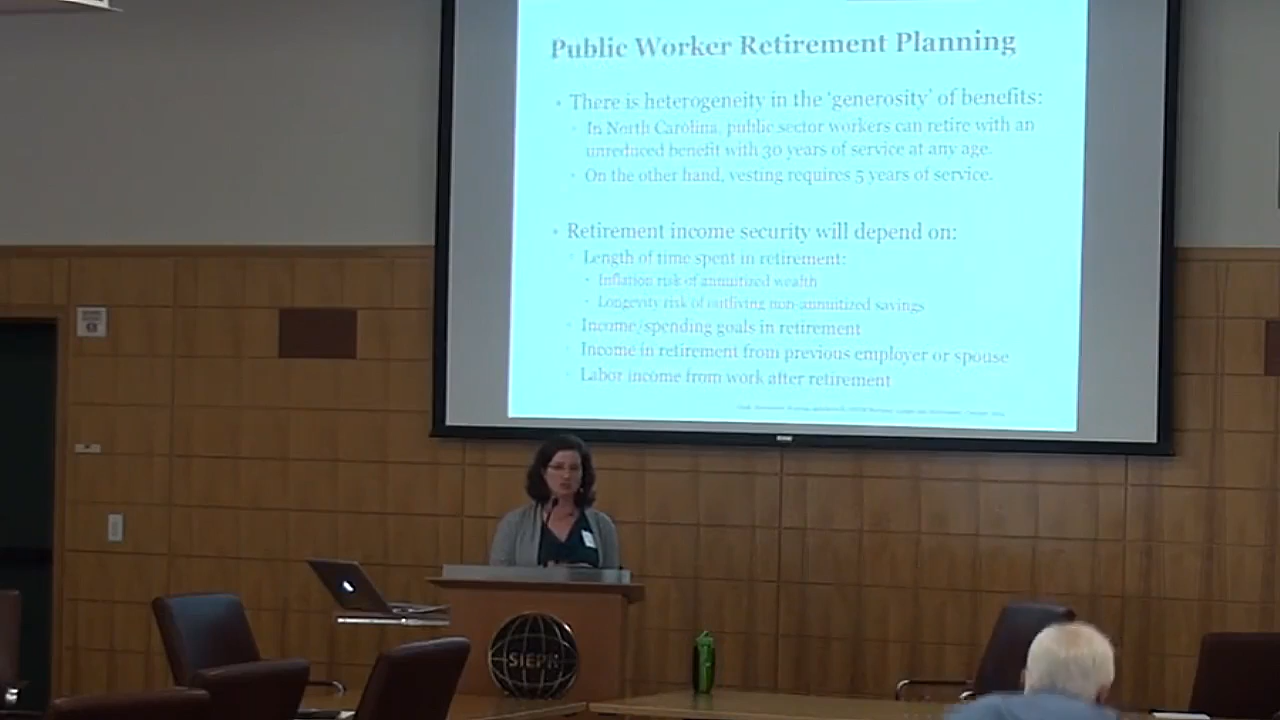 Public Worker Retirement Planning
• There is heterogeneity in the 'generosity' of benefits:
• In North Carolina, public sector workers can retire with an
unreduced benefit with 30 years of service at any age.
• On the other hand, vesting requires 5 years of service.
• Retirement income security will depend on:
• Length of time spent in retirement:
• Inflation risk of annuitized wealth
• Longevity risk of outliving non-annuitized savings
• Income/spending goals in retirement
• Income in retirement from previous employer or spouse
• Labor income from work after retirement
SIEPR